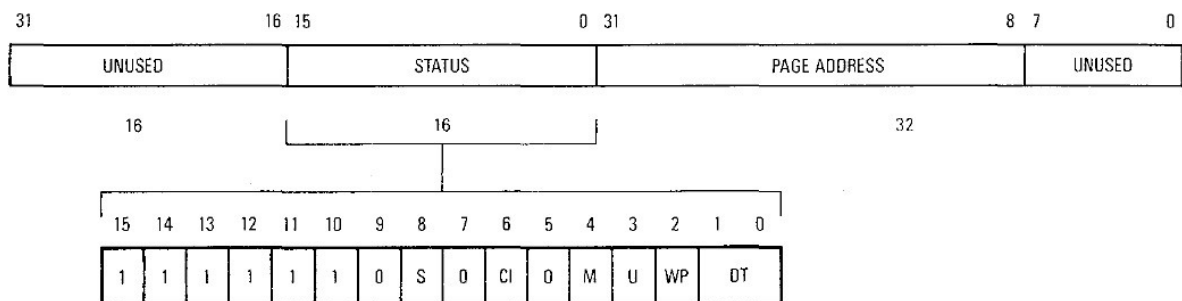 31 16 15 0 31 8 7 0
UNUSED STATUS PAGE ADDRESS UNUSED
16 16 32
15 14 13 12 11 10 9 8 7 6 5 4 3 2 1 0
1 1 1 1 1 1 0 S 0 CI 0 M U WP DT